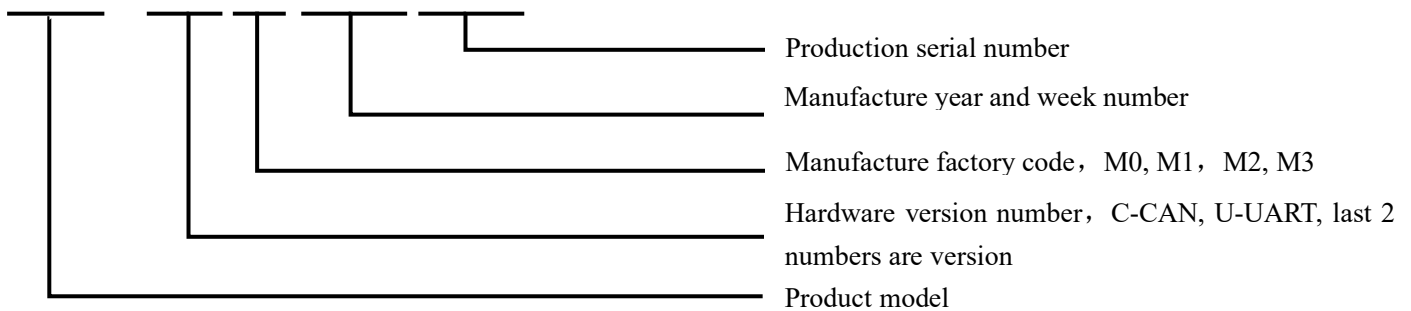 Production serial number
Manufacture year and week number
Manufacture factory code，M0, M1，M2, M3
Hardware version number，C-CAN, U-UART, last 2
numbers are version
Product model